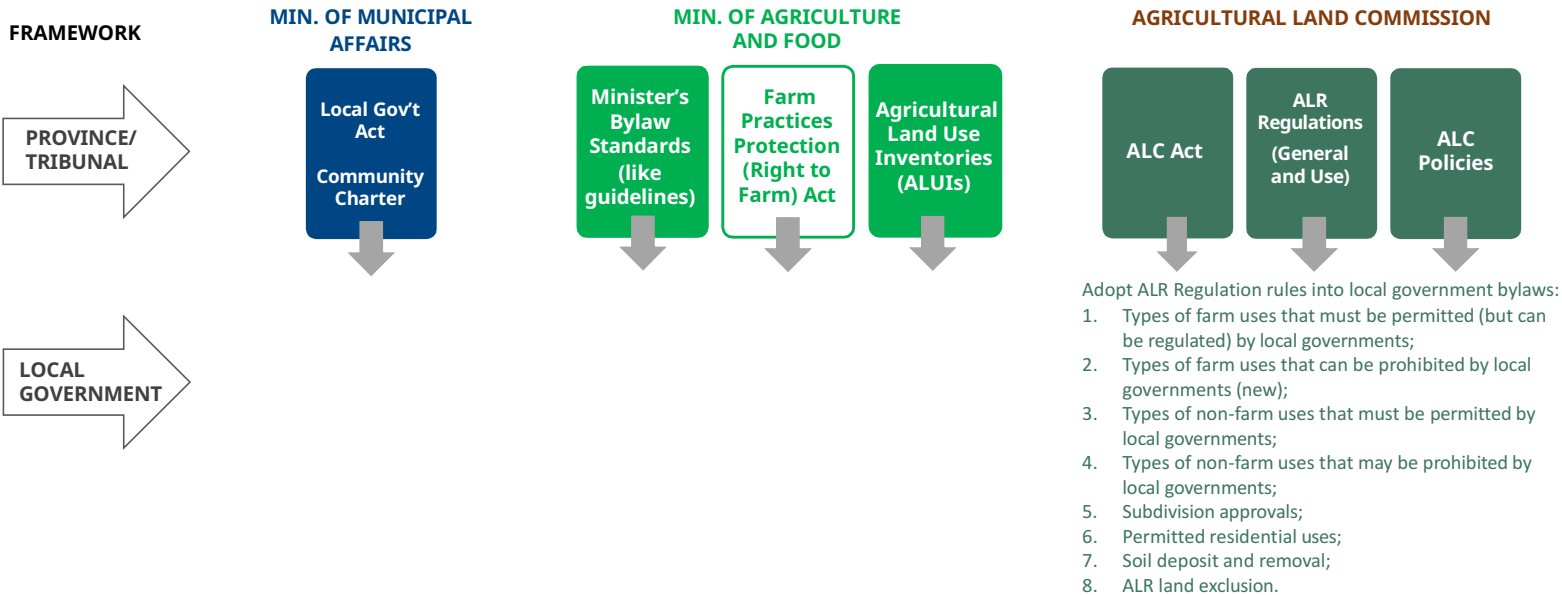 FRAMEWORK
MIN. OF MUNICIPAL
AFFAIRS
MIN. OF AGRICULTURE
AND FOOD
AGRICULTURAL LAND COMMISSION
PROVINCE/
TRIBUNAL
Local Gov't
Act
Community
Charter
Minister's
Bylaw
Standards
(like
guidelines)
Farm
Practices
Protection
(Right to
Farm) Act
Agricultural
Land Use
Inventories
(ALUIs)
ALC Act
ALR
Regulations
(General
and Use)
ALC
Policies
LOCAL
GOVERNMENT
Adopt ALR Regulation rules into local government bylaws:
1. Types of farm uses that must be permitted (but can
be regulated) by local governments;
2. Types of farm uses that can be prohibited by local
governments (new);
3. Types of non-farm uses that must be permitted by
local governments;
4. Types of non-farm uses that may be prohibited by
local governments;
5. Subdivision approvals;
6. Permitted residential uses;
7. Soil deposit and removal;
8. ALR land exclusion.